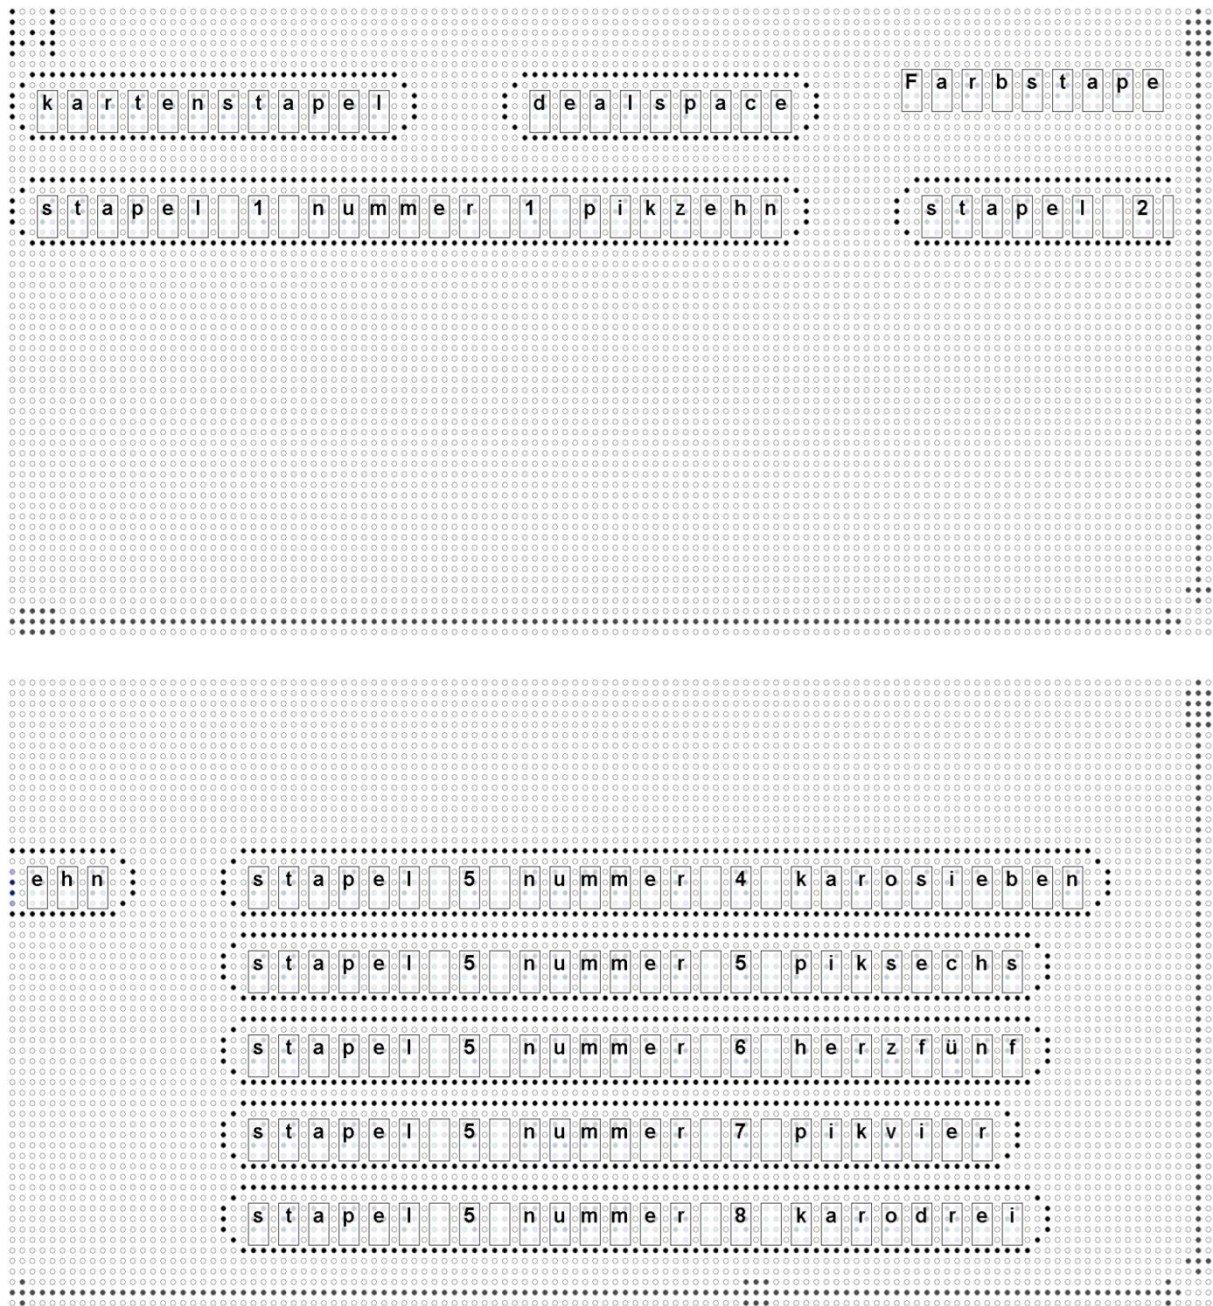 kartenstapel dealspace Farbstape
stapel 1 nummer 1 pikzehn stapel 2
ehn stapel 5 nummer 4 karosieben
stapel 5 nummer 5 piksechs
stapel 5 nummer 6 herzfünf
stapel 5 nummer 7 pikvier
stapel 5 nummer 8 karodrei